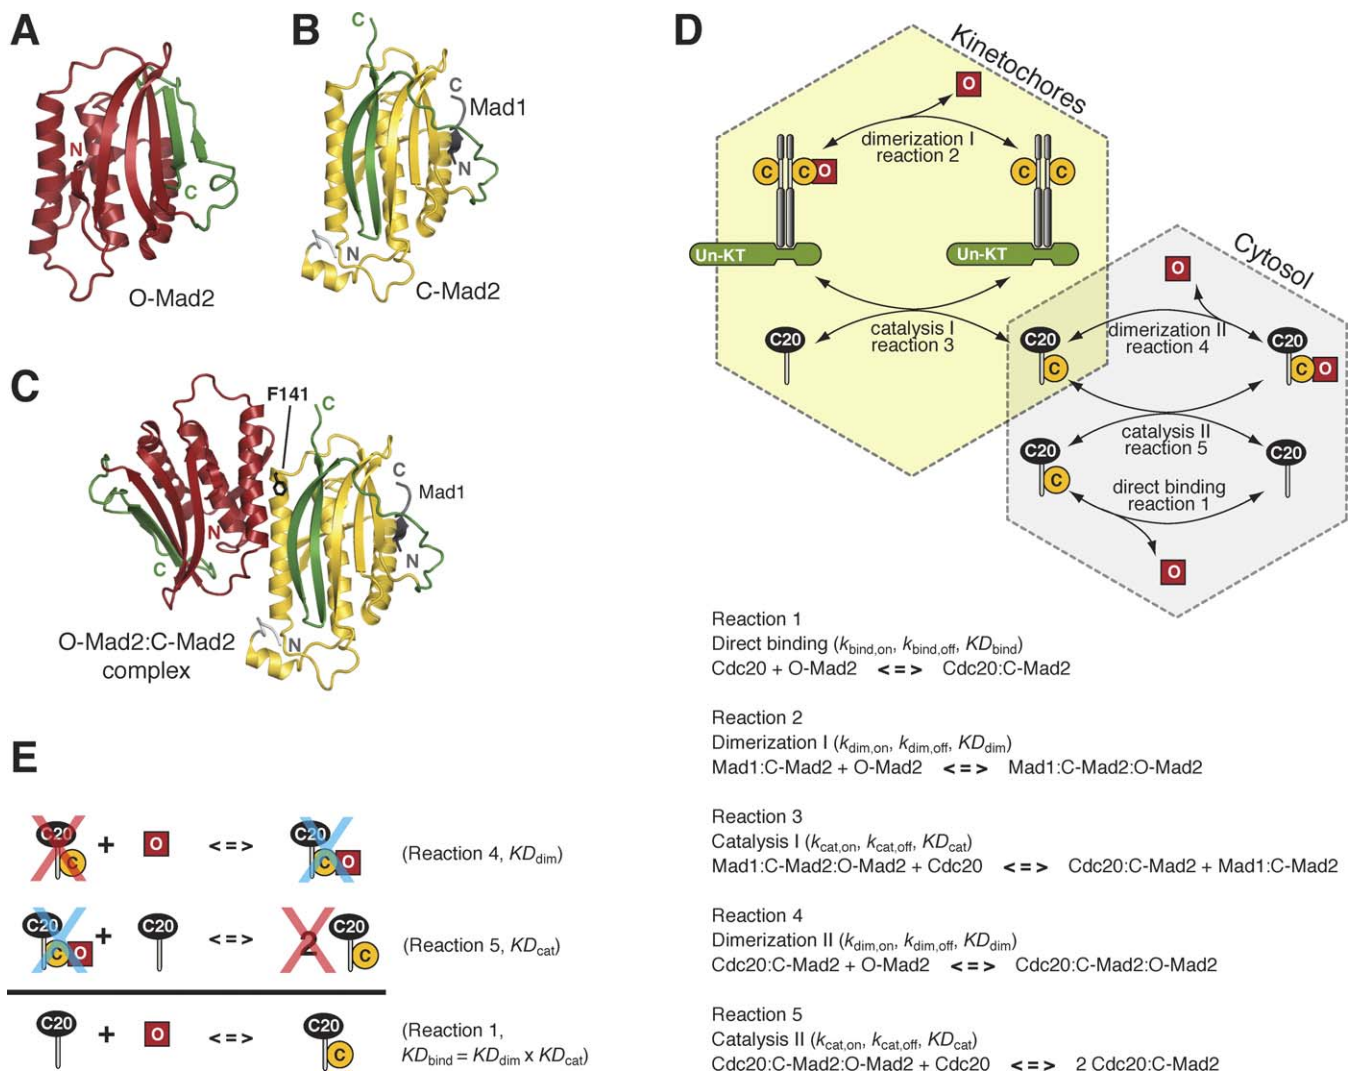 A
N
C
O-Mad2
B
C
C
Mad1
N
N
C-Mad2
C
F141
C
C
Mad1
N
N
N
C
O-Mad2:C-Mad2
complex
D
Kinetochores
O
dimerization I
reaction 2
C
C
O
C
C
Un-KT
Un-KT
catalysis I
reaction 3
C20
Cytosol
O
C20
C
dimerization II
reaction 4
C20
C
O
catalysis II
reaction 5
C20
C
C20
direct binding
reaction 1
O
Reaction 1
Direct binding (kbind,on, kbind,off, KDbind)
Cdc20 + O-Mad2 <=> Cdc20:C-Mad2
Reaction 2
Dimerization I (kdim,on, kdim,off, KDdim)
Mad1:C-Mad2 + O-Mad2 <=> Mad1:C-Mad2:O-Mad2
Reaction 3
Catalysis I (kcat,on, kcat,off, KDcat)
Mad1:C-Mad2:O-Mad2 + Cdc20 <=> Cdc20:C-Mad2 + Mad1:C-Mad2
Reaction 4
Dimerization II (kdim,on, kdim,off, KDdim)
Cdc20:C-Mad2 + O-Mad2 <=> Cdc20:C-Mad2:O-Mad2
Reaction 5
Catalysis II (kcat,on, kcat,off, KDcat)
Cdc20:C-Mad2:O-Mad2 + Cdc20 <=> 2 Cdc20:C-Mad2
E
C20 C + O <=> C20 C O (Reaction 4, KDdim)
C20 C O + C20 <=> 2 C20 C (Reaction 5, KDcat)
C20 + O <=> C20 C (Reaction 1,
KDbind = KDdim x KDcat)